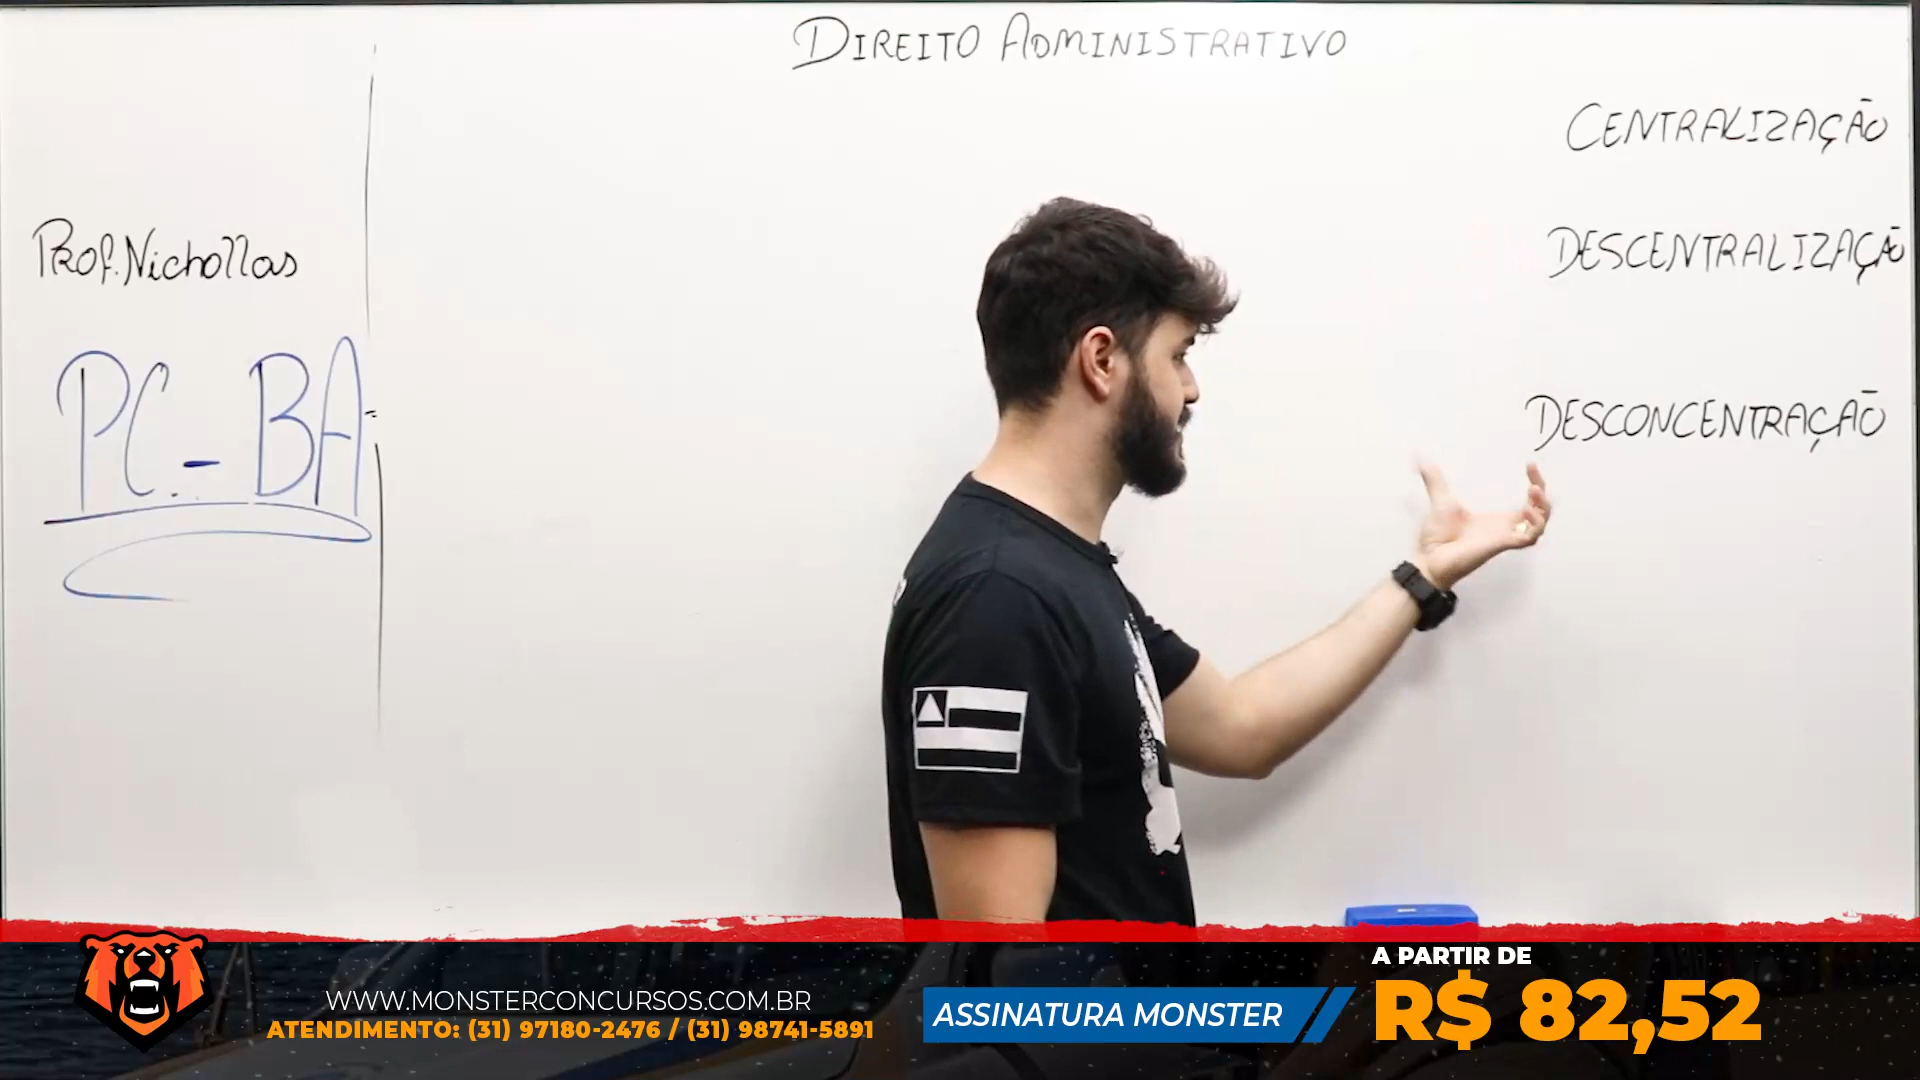 DIREITO ADMINISTRATIVO
CENTRALIZAÇÃO
DESCENTRALIZAÇÃO
DESCONCENTRAÇÃO
Prof. Nichollas
PC-BA
WWW.MONSTERCONCURSOS.COM.BR
ATENDIMENTO: (31) 97180-2476 / (31) 98741-5891
ASSINATURA MONSTER
A PARTIR DE
R$ 82,52